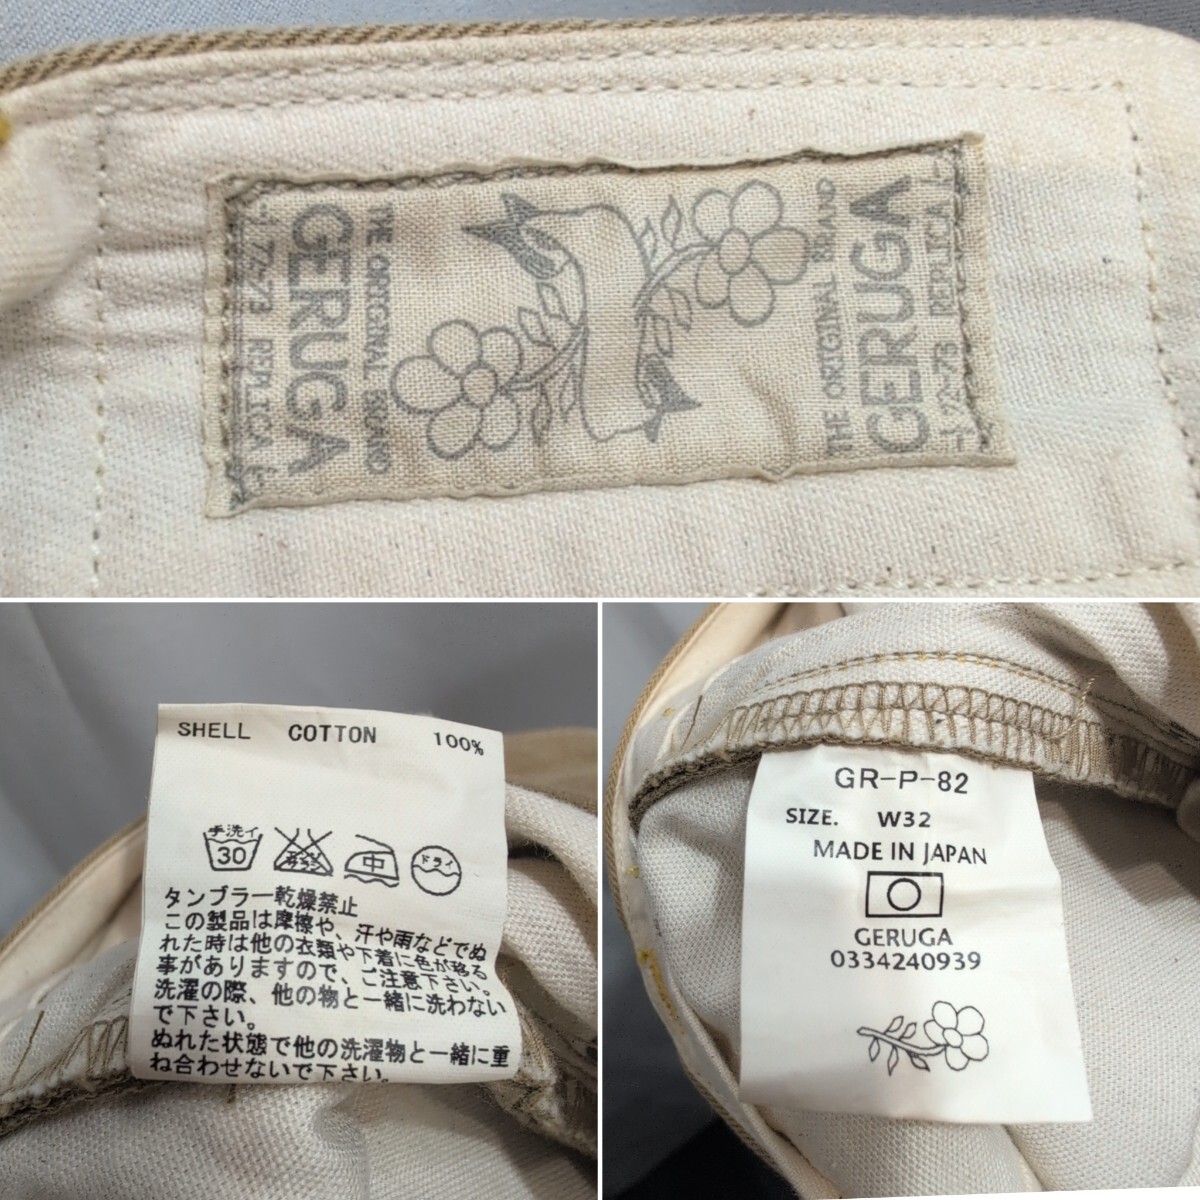 THE ORIGINAL BRAND
GERUGA
REPLICA
THE ORIGINAL BRAND
GERUGA
REPLICA
SHELL COTTON 100%
手洗イ
30
中
ドライ
タンブラー乾燥禁止
この製品は摩擦や、汗や雨などでぬ
れた時は他の衣類や下着に色が移る
事がありますので、ご注意下さい。
洗濯の際、他の物と一緒に洗わない
で下さい。
ぬれた状態で他の洗濯物と一緒に重
ね合わせないで下さい。
GR-P-82
SIZE. W32
MADE IN JAPAN
GERUGA
0334240939